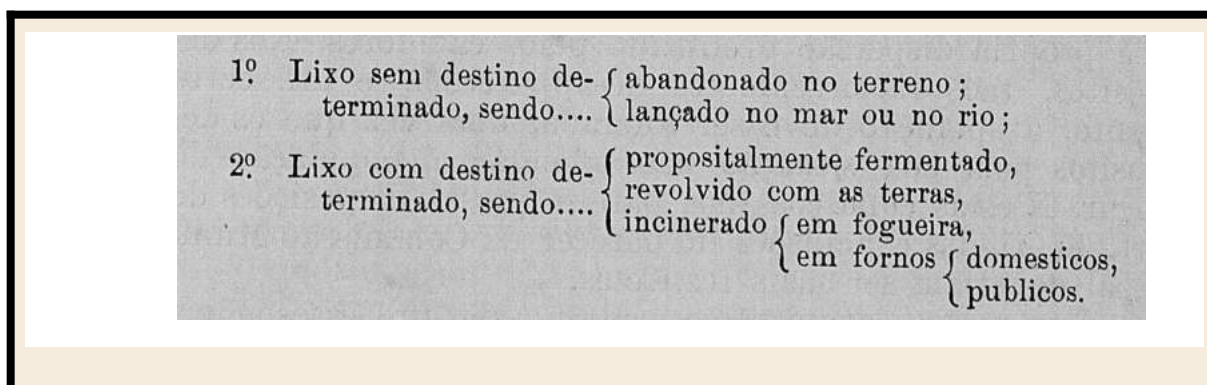 1º Lixo sem destino de- { abandonado no terreno ;
terminado, sendo.... { lançado no mar ou no rio ;
2º Lixo com destino de- { propositalmente fermentado,
terminado, sendo.... { revolvido com as terras,
incinerado { em fogueira,
em fornos { domesticos,
publicos.